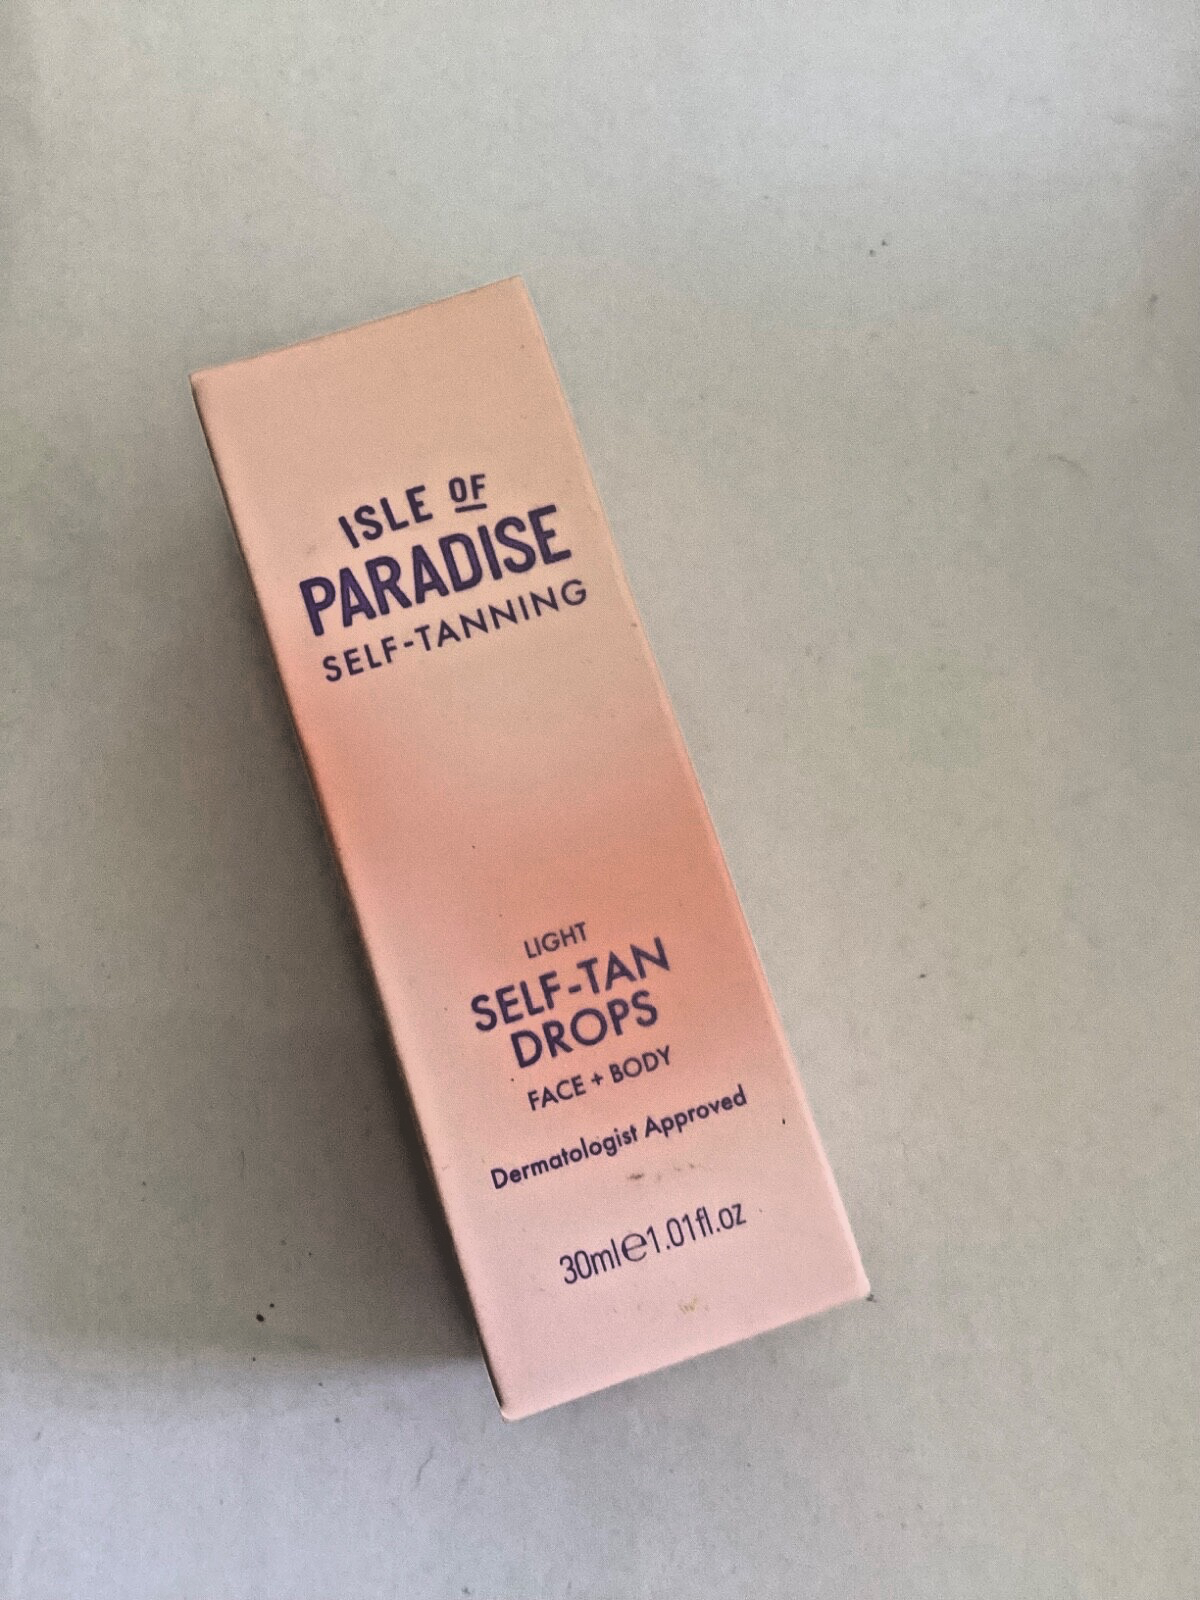 ISLE OF
PARADISE
SELF-TANNING
LIGHT
SELF-TAN
DROPS
FACE + BODY
Dermatologist Approved
30ml℮1.01fl.oz